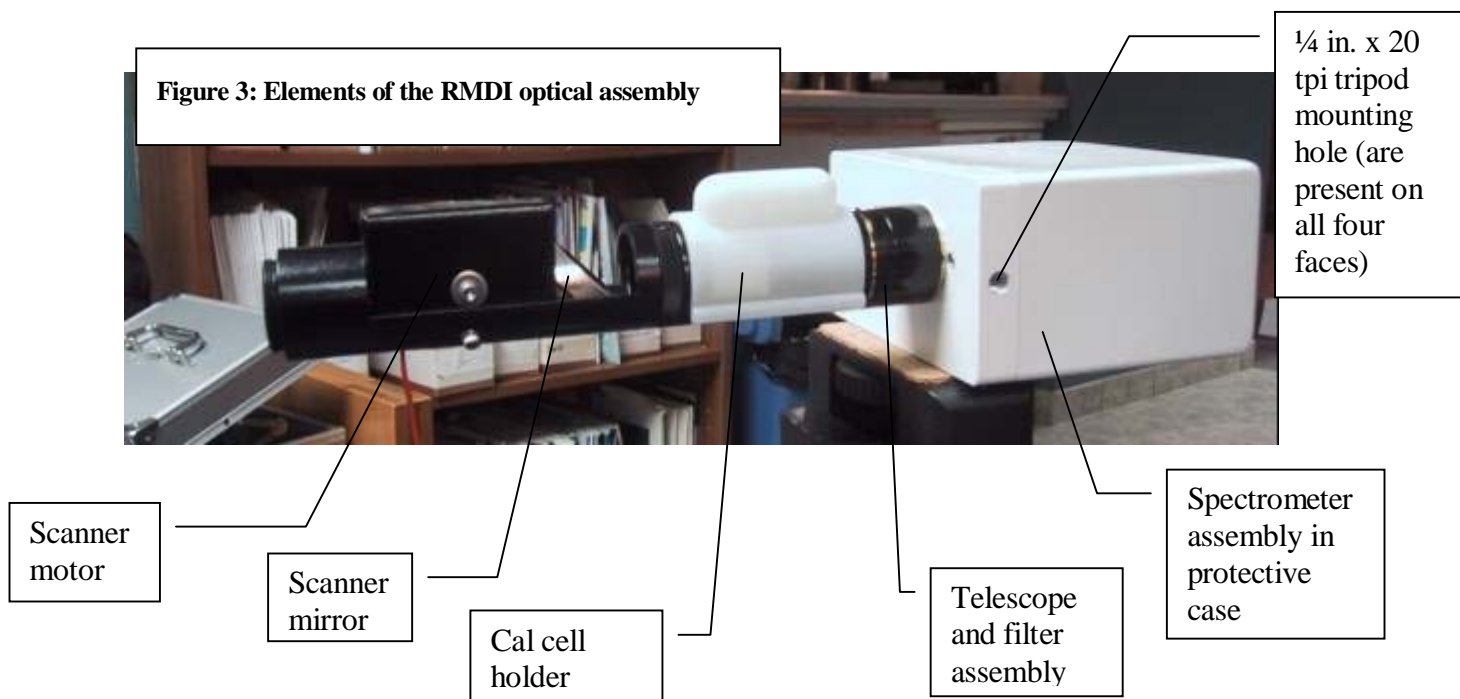 Figure 3: Elements of the RMDI optical assembly
¼ in. x 20
tpi tripod
mounting
hole (are
present on
all four
faces)
Scanner
motor
Scanner
mirror
Cal cell
holder
Telescope
and filter
assembly
Spectrometer
assembly in
protective
case